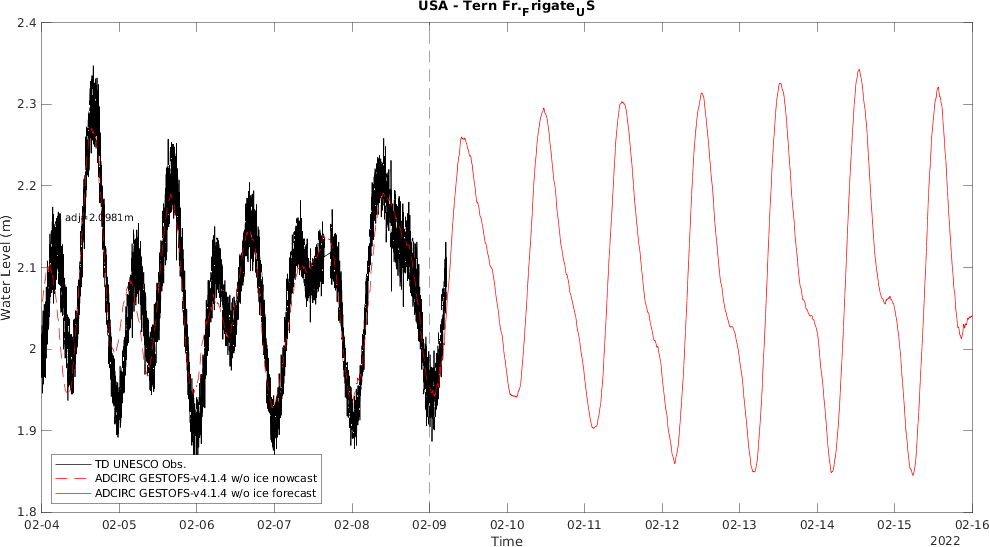 USA - Tern Fr.FrigateUS
2.4
2.3
2.2
2.1
2
1.9
1.8
Water Level (m)
adj=2.0981m
TD UNESCO Obs.
ADCIRC GESTOFS-v4.1.4 w/o ice nowcast
ADCIRC GESTOFS-v4.1.4 w/o ice forecast
02-04 02-05 02-06 02-07 02-08 02-09 02-10 02-11 02-12 02-13 02-14 02-15 02-16
Time
2022